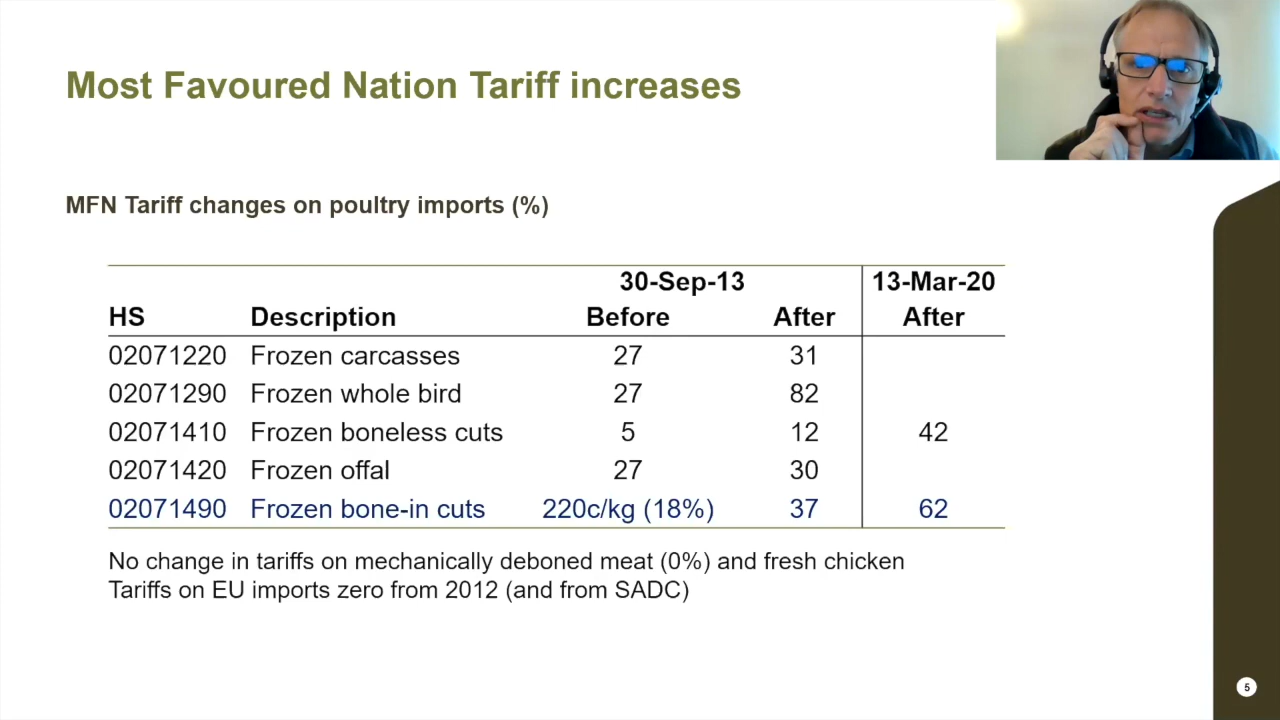 Most Favoured Nation Tariff increases
MFN Tariff changes on poultry imports (%)
30-Sep-13 13-Mar-20
HS Description Before After After
02071220 Frozen carcasses 27 31
02071290 Frozen whole bird 27 82
02071410 Frozen boneless cuts 5 12 42
02071420 Frozen offal 27 30
02071490 Frozen bone-in cuts 220c/kg (18%) 37 62
No change in tariffs on mechanically deboned meat (0%) and fresh chicken
Tariffs on EU imports zero from 2012 (and from SADC)
5